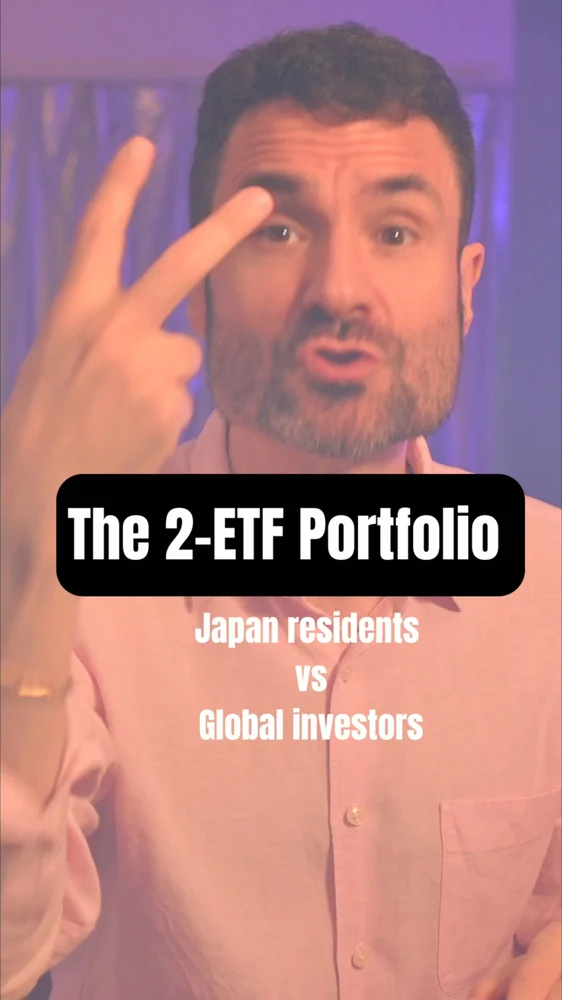 The 2-ETF Portfolio
Japan residents
vs
Global investors